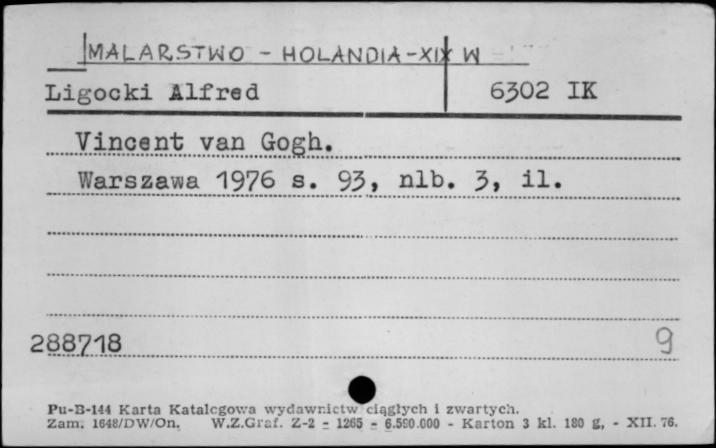 MALARSTWO - HOLANDIA-XIX W
Ligocki Alfred 6302 IK
Vincent van Gogh.
Warszawa 1976 s. 93, nlb. 3, il.
288718 9
Pu-B-144 Karta Katalogowa wydawnictw ciągłych i zwartych.
Zam. 1648/DW/On. W.Z.Graf. Z-2 - 1265 - 6.590.000 - Karton 3 kl. 180 g, - XII. 76.